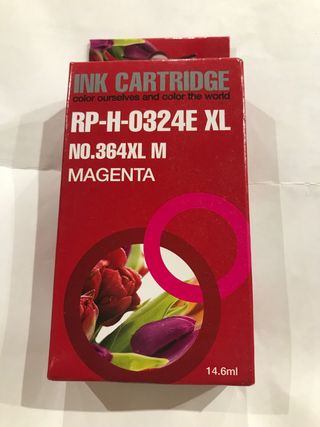 INK CARTRIDGE
color ourselves and color the world
RP-H-0324E XL
NO.364XL M
MAGENTA
14.6ml